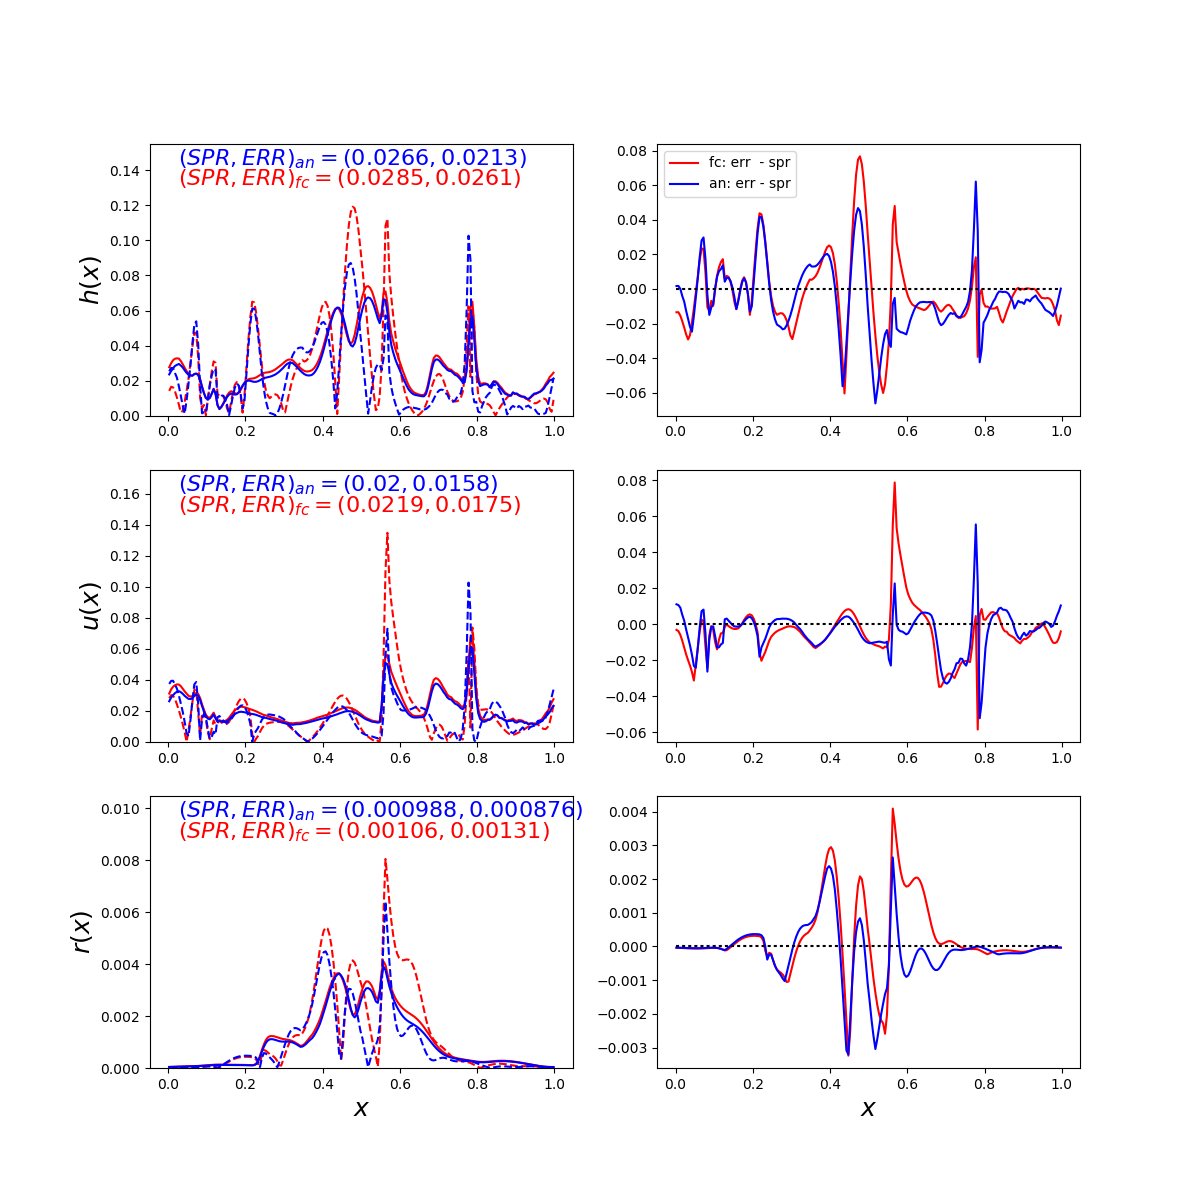 (SPR, ERR)an = (0.0266, 0.0213)
(SPR, ERR)fc = (0.0285, 0.0261)
h(x)
0.14
0.12
0.10
0.08
0.06
0.04
0.02
0.00
0.0 0.2 0.4 0.6 0.8 1.0
fc: err - spr
an: err - spr
0.08
0.06
0.04
0.02
0.00
−0.02
−0.04
−0.06
0.0 0.2 0.4 0.6 0.8 1.0
(SPR, ERR)an = (0.02, 0.0158)
(SPR, ERR)fc = (0.0219, 0.0175)
u(x)
0.16
0.14
0.12
0.10
0.08
0.06
0.04
0.02
0.00
0.0 0.2 0.4 0.6 0.8 1.0
0.08
0.06
0.04
0.02
0.00
−0.02
−0.04
−0.06
0.0 0.2 0.4 0.6 0.8 1.0
(SPR, ERR)an = (0.000988, 0.000876)
(SPR, ERR)fc = (0.00106, 0.00131)
r(x)
0.010
0.008
0.006
0.004
0.002
0.000
0.0 0.2 0.4 0.6 0.8 1.0
x
0.004
0.003
0.002
0.001
0.000
−0.001
−0.002
−0.003
0.0 0.2 0.4 0.6 0.8 1.0
x